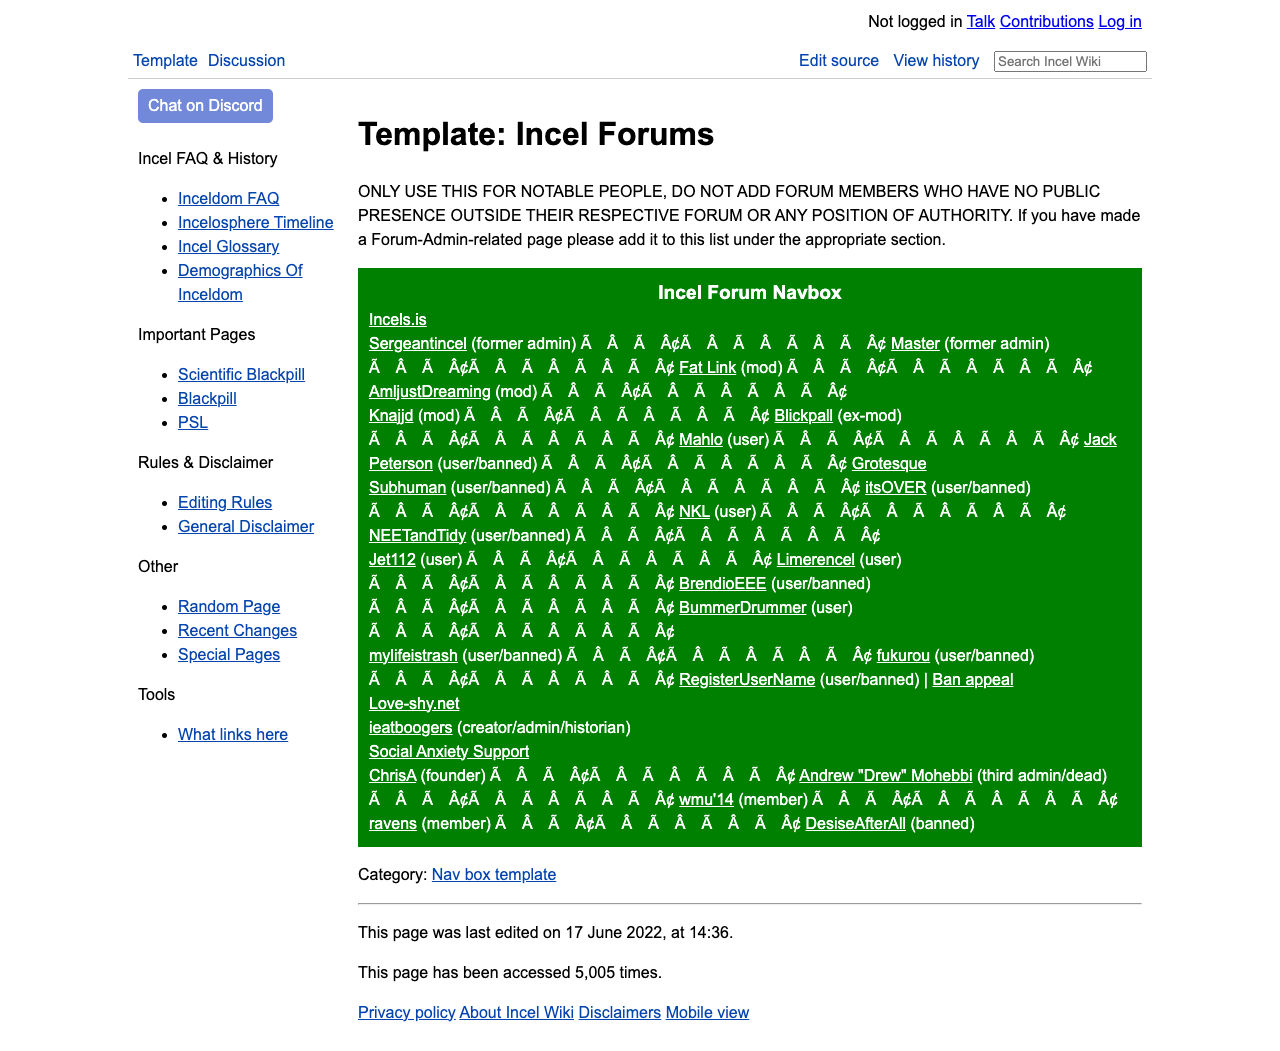 Not logged in Talk Contributions Log in
Template Discussion Edit source View history Search Incel Wiki
Chat on Discord
Incel FAQ & History
Inceldom FAQ
Incelosphere Timeline
Incel Glossary
Demographics Of
Inceldom
Important Pages
Scientific Blackpill
Blackpill
PSL
Rules & Disclaimer
Editing Rules
General Disclaimer
Other
Random Page
Recent Changes
Special Pages
Tools
What links here
Template: Incel Forums
ONLY USE THIS FOR NOTABLE PEOPLE, DO NOT ADD FORUM MEMBERS WHO HAVE NO PUBLIC
PRESENCE OUTSIDE THEIR RESPECTIVE FORUM OR ANY POSITION OF AUTHORITY. If you have made
a Forum-Admin-related page please add it to this list under the appropriate section.
Incel Forum Navbox
Incels.is
Sergeantincel (former admin) Ã Â Ã Â¢Ã Â Ã Â Ã Â Ã Â¢ Master (former admin)
Ã Â Ã Â¢Ã Â Ã Â Ã Â Ã Â¢ Fat Link (mod) Ã Â Ã Â¢Ã Â Ã Â Ã Â Ã Â¢
AmljustDreaming (mod) Ã Â Ã Â¢Ã Â Ã Â Ã Â Ã Â¢
Knajjd (mod) Ã Â Ã Â¢Ã Â Ã Â Ã Â Ã Â¢ Blickpall (ex-mod)
Ã Â Ã Â¢Ã Â Ã Â Ã Â Ã Â¢ Mahlo (user) Ã Â Ã Â¢Ã Â Ã Â Ã Â Ã Â¢ Jack
Peterson (user/banned) Ã Â Ã Â¢Ã Â Ã Â Ã Â Ã Â¢ Grotesque
Subhuman (user/banned) Ã Â Ã Â¢Ã Â Ã Â Ã Â Ã Â¢ itsOVER (user/banned)
Ã Â Ã Â¢Ã Â Ã Â Ã Â Ã Â¢ NKL (user) Ã Â Ã Â¢Ã Â Ã Â Ã Â Ã Â¢
NEETandTidy (user/banned) Ã Â Ã Â¢Ã Â Ã Â Ã Â Ã Â¢
Jet112 (user) Ã Â Ã Â¢Ã Â Ã Â Ã Â Ã Â¢ Limerencel (user)
Ã Â Ã Â¢Ã Â Ã Â Ã Â Ã Â¢ BrendioEEE (user/banned)
Ã Â Ã Â¢Ã Â Ã Â Ã Â Ã Â¢ BummerDrummer (user)
Ã Â Ã Â¢Ã Â Ã Â Ã Â Ã Â¢
mylifeistrash (user/banned) Ã Â Ã Â¢Ã Â Ã Â Ã Â Ã Â¢ fukurou (user/banned)
Ã Â Ã Â¢Ã Â Ã Â Ã Â Ã Â¢ RegisterUserName (user/banned) | Ban appeal
Love-shy.net
ieatboogers (creator/admin/historian)
Social Anxiety Support
ChrisA (founder) Ã Â Ã Â¢Ã Â Ã Â Ã Â Ã Â¢ Andrew "Drew" Mohebbi (third admin/dead)
Ã Â Ã Â¢Ã Â Ã Â Ã Â Ã Â¢ wmu'14 (member) Ã Â Ã Â¢Ã Â Ã Â Ã Â Ã Â¢
ravens (member) Ã Â Ã Â¢Ã Â Ã Â Ã Â Ã Â¢ DesiseAfterAll (banned)
Category: Nav box template
This page was last edited on 17 June 2022, at 14:36.
This page has been accessed 5,005 times.
Privacy policy About Incel Wiki Disclaimers Mobile view